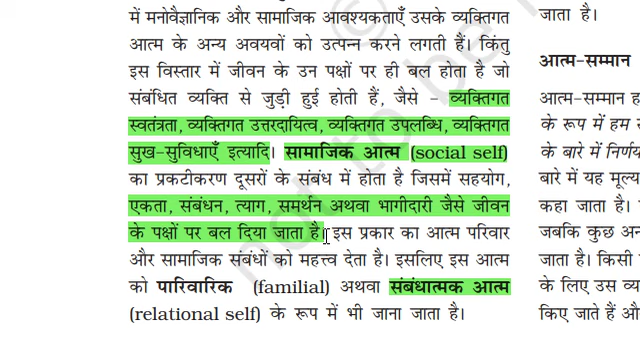 में मनोवैज्ञानिक और सामाजिक आवश्यकताएँ उसके व्यक्तिगत
आत्म के अन्य अवयवों को उत्पन्न करने लगती हैं। किंतु
इस विस्तार में जीवन के उन पक्षों पर ही बल होता है जो
संबंधित व्यक्ति से जुड़ी हुई होती हैं, जैसे – व्यक्तिगत
स्वतंत्रता, व्यक्तिगत उत्तरदायित्व, व्यक्तिगत उपलब्धि, व्यक्तिगत
सुख-सुविधाएँ इत्यादि। सामाजिक आत्म (social self)
का प्रकटीकरण दूसरों के संबंध में होता है जिसमें सहयोग,
एकता, संबंधन, त्याग, समर्थन अथवा भागीदारी जैसे जीवन
के पक्षों पर बल दिया जाता है। इस प्रकार का आत्म परिवार
और सामाजिक संबंधों को महत्त्व देता है। इसलिए इस आत्म
को पारिवारिक (familial) अथवा संबंधात्मक आत्म
(relational self) के रूप में भी जाना जाता है।
जाता है।
आत्म-सम्मान
आत्म-सम्मान ह
के रूप में हम
के बारे में निर्णय
बारे में यह मूल्य
कहा जाता है।
जबकि कुछ अन
जाता है। किसी
के लिए उस व्य
किए जाते हैं औ
not to be
©